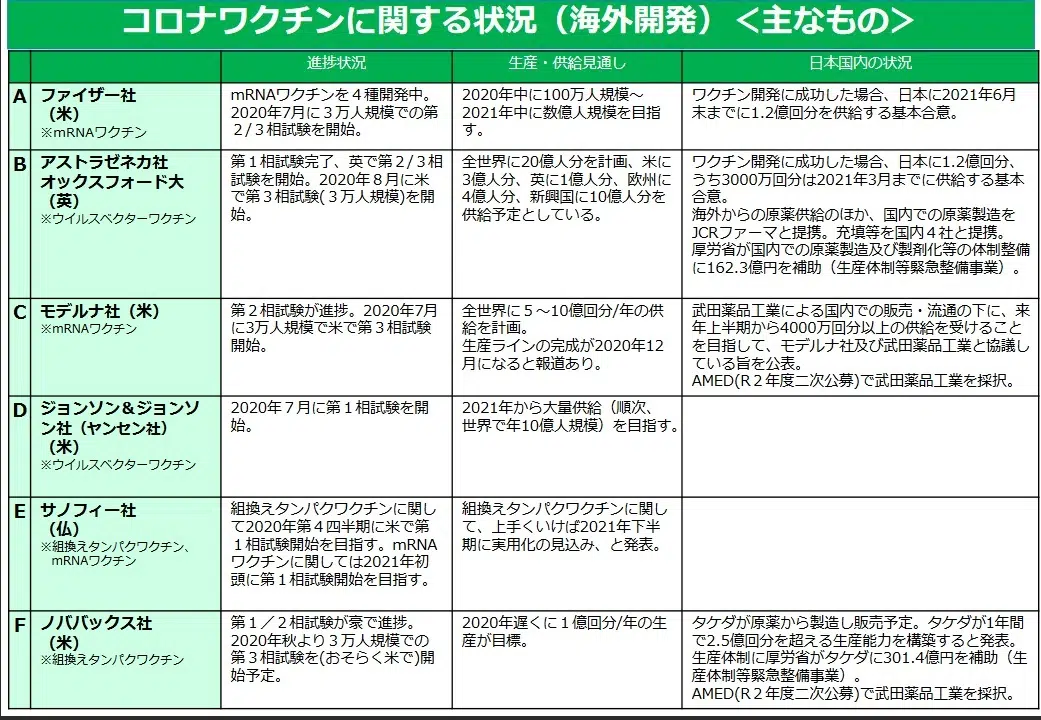 コロナワクチンに関する状況（海外開発）＜主なもの＞
進捗状況
生産・供給見通し
日本国内の状況
A
ファイザー社
（米）
※mRNAワクチン
mRNAワクチンを４種開発中。
2020年7月に３万人規模での第
２/３相試験を開始。
2020年中に100万人規模～
2021年中に数億人規模を目指
す。
ワクチン開発に成功した場合、日本に2021年6月
末までに1.2億回分を供給する基本合意。
B
アストラゼネカ社
オックスフォード大
（英）
※ウイルスベクターワクチン
第１相試験完了、英で第２/３相
試験を開始。2020年８月に米
で第３相試験(３万人規模)を開
始。
全世界に20億人分を計画、米に
3億人分、英に1億人分、欧州に
４億人分、新興国に10億人分を
供給予定としている。
ワクチン開発に成功した場合、日本に1.2億回分、
うち3000万回分は2021年3月までに供給する基本
合意。
海外からの原薬供給のほか、国内での原薬製造を
JCRファーマと提携。充填等を国内４社と提携。
厚労省が国内での原薬製造及び製剤化等の体制整備
に162.3億円を補助（生産体制等緊急整備事業）。
C
モデルナ社（米）
※mRNAワクチン
第２相試験が進捗。2020年7月
に3万人規模で米で第３相試験
開始。
全世界に５～10億回分/年の供
給を計画。
生産ラインの完成が2020年12
月になると報道あり。
武田薬品工業による国内での販売・流通の下に、来
年上半期から4000万回分以上の供給を受けること
を目指して、モデルナ社及び武田薬品工業と協議し
ている旨を公表。
AMED(R２年度二次公募)で武田薬品工業を採択。
D
ジョンソン＆ジョンソ
ン社（ヤンセン社）
（米）
※ウイルスベクターワクチン
2020年７月に第１相試験を開
始。
2021年から大量供給（順次、
世界で年10億人規模）を目指す。
E
サノフィー社
（仏）
※組換えタンパクワクチン、
mRNAワクチン
組換えタンパクワクチンに関し
て2020年第４四半期に米で第
１相試験開始を目指す。mRNA
ワクチンに関しては2021年初
頭に第１相試験開始を目指す。
組換えタンパクワクチンに関し
て、上手くいけば2021年下半
期に実用化の見込み、と発表。
F
ノババックス社
（米）
※組換えタンパクワクチン
第１／２相試験が豪で進捗。
2020年秋より３万人規模での
第３相試験を(おそらく米で)開
始予定。
2020年遅くに１億回分/年の生
産が目標。
タケダが原薬から製造し販売予定。タケダが1年間
で2.5億回分を超える生産能力を構築すると発表。
生産体制に厚労省がタケダに301.4億円を補助（生
産体制等緊急整備事業）。
AMED(R２年度二次公募)で武田薬品工業を採択。